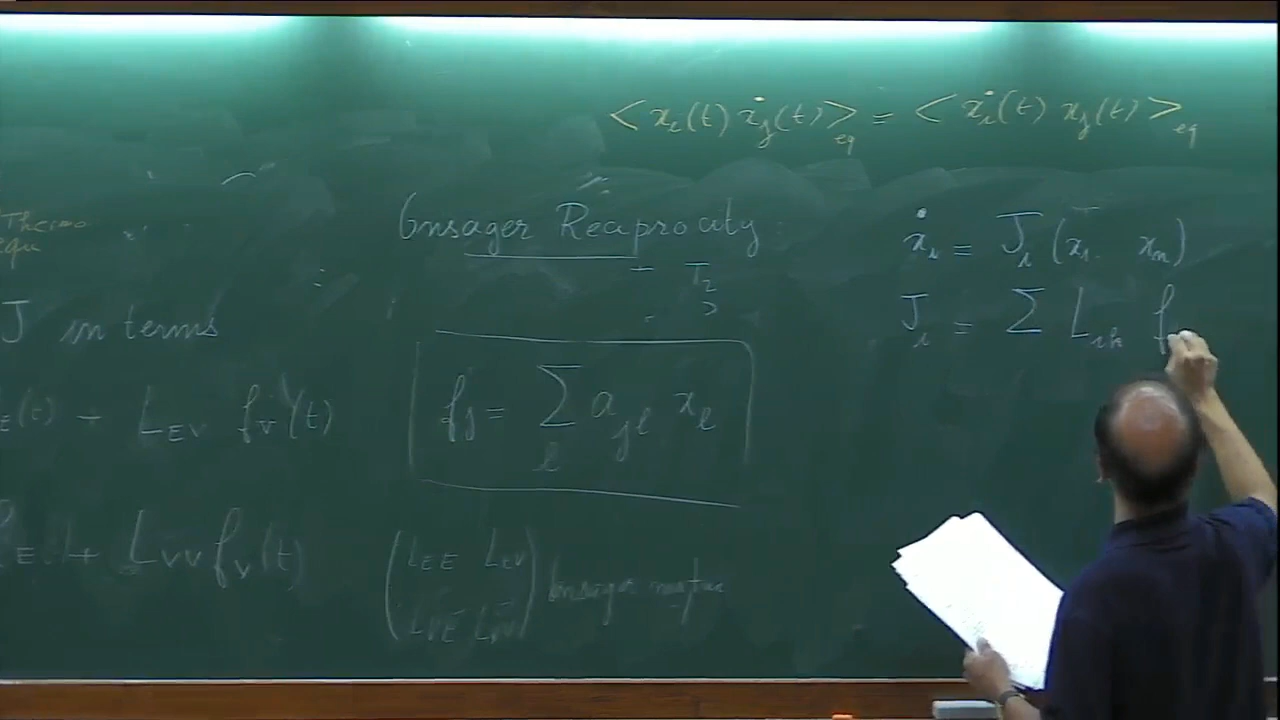 < x_i(t) ẋ_j(t) >_eq = < ẋ_i(t) x_j(t) >_eq
Thermo
equ
J in terms
_E(t) + L_EV f_V(t)
L_VV f_V(t)
Onsager Reciprocity
f_j = Σ_l a_jl x_l
( L_EE L_EV
L_VE L_VV )
Onsager matrix
ẋ_i = J_i (x_1 x_m)
J_i = Σ L_ik f